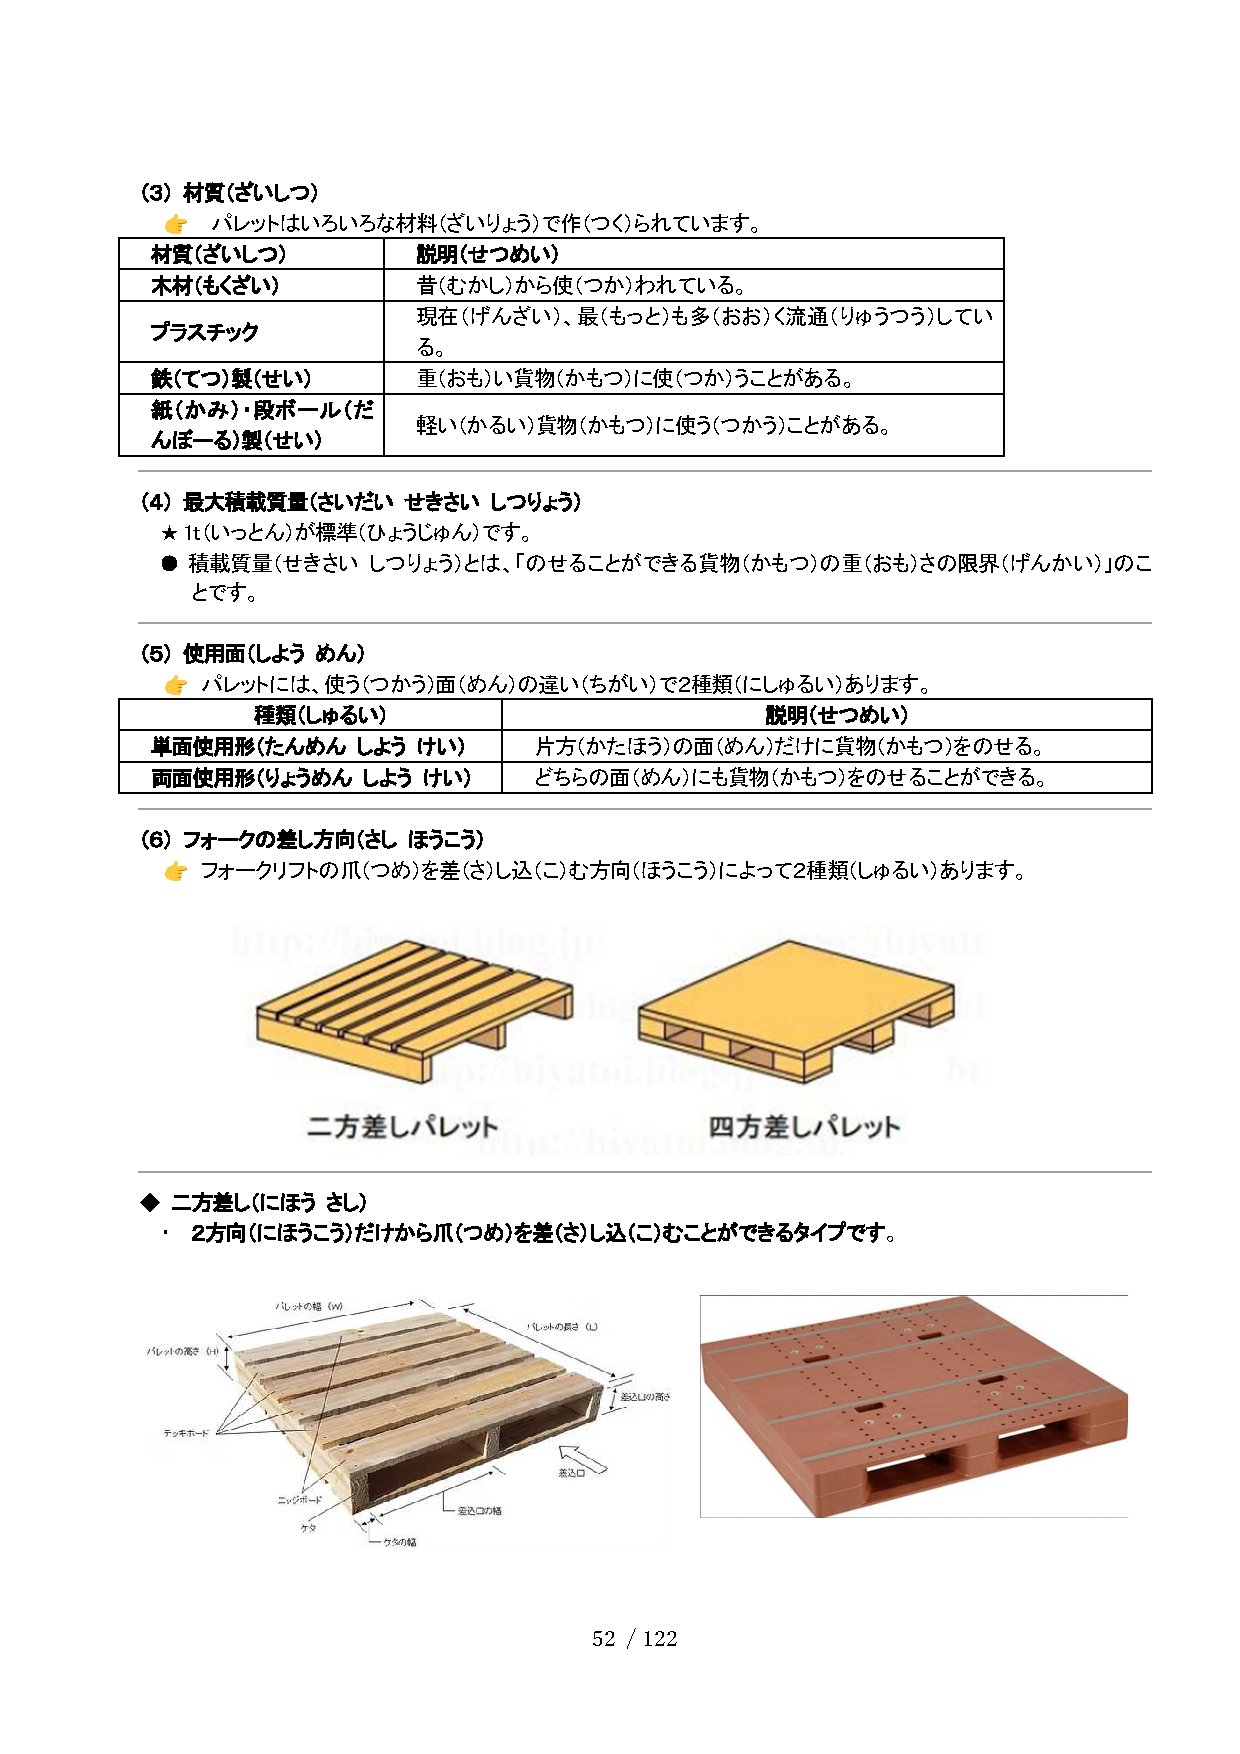 （3） 材質（ざいしつ）
👉 パレットはいろいろな材料（ざいりょう）で作（つく）られています。
材質（ざいしつ） 説明（せつめい）
木材（もくざい） 昔（むかし）から使（つか）われている。
プラスチック 現在（げんざい）、最（もっと）も多（おお）く流通（りゅうつう）してい
る。
鉄（てつ）製（せい） 重（おも）い貨物（かもつ）に使（つか）うことがある。
紙（かみ）・段ボール（だ
んぼーる）製（せい） 軽い（かるい）貨物（かもつ）に使う（つかう）ことがある。
（4） 最大積載質量（さいだい せきさい しつりょう）
★ 1t（いっとん）が標準（ひょうじゅん）です。
● 積載質量（せきさい しつりょう）とは、「のせることができる貨物（かもつ）の重（おも）さの限界（げんかい）」のこ
とです。
（5） 使用面（しよう めん）
👉 パレットには、使う（つかう）面（めん）の違い（ちがい）で2種類（にしゅるい）あります。
種類（しゅるい） 説明（せつめい）
単面使用形（たんめん しよう けい） 片方（かたほう）の面（めん）だけに貨物（かもつ）をのせる。
両面使用形（りょうめん しよう けい） どちらの面（めん）にも貨物（かもつ）をのせることができる。
（6） フォークの差し方向（さし ほうこう）
👉 フォークリフトの爪（つめ）を差（さ）し込（こ）む方向（ほうこう）によって2種類（しゅるい）あります。
二方差しパレット 四方差しパレット
◆ 二方差し（にほう さし）
・ 2方向（にほうこう）だけから爪（つめ）を差（さ）し込（こ）むことができるタイプです。
パレットの幅（W）
パレットの長さ（L）
パレットの高さ（H）
差込口の高さ
デッキボード
差込口
エッジボード
差込口の幅
ケタ
ケタの幅
52 / 122